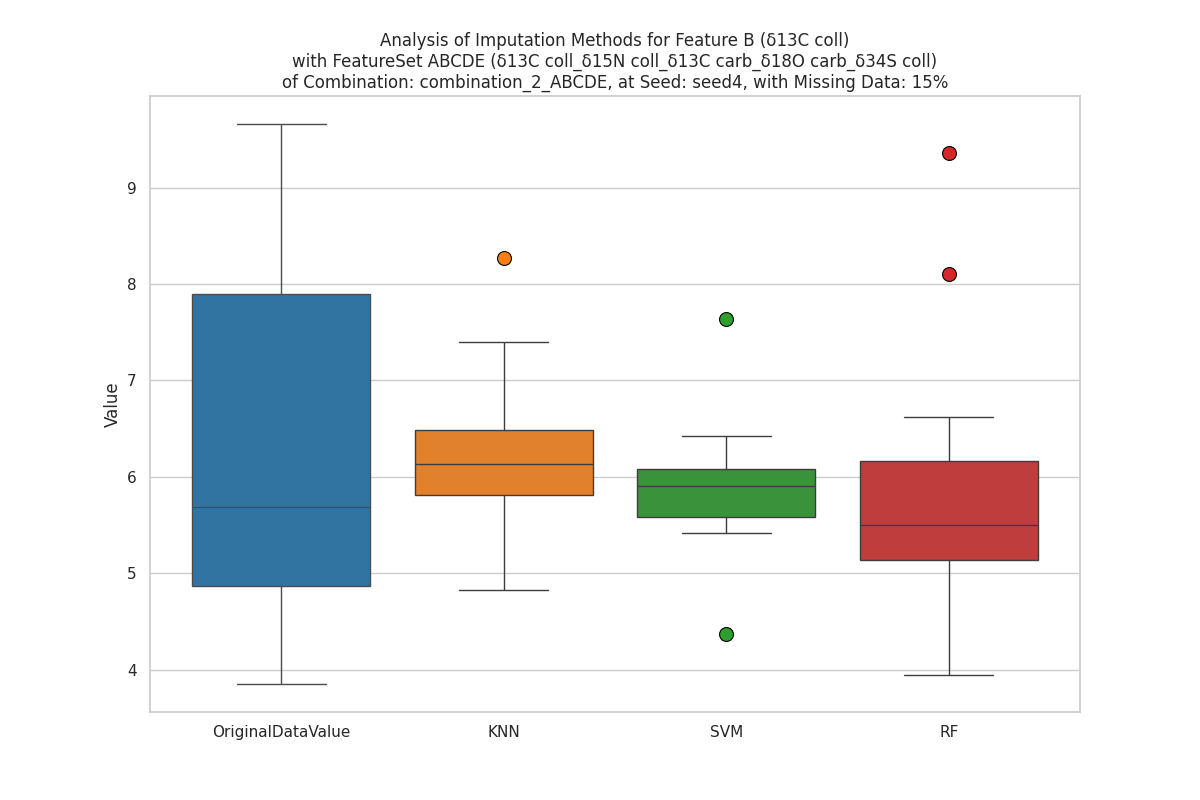 Analysis of Imputation Methods for Feature B (δ13C coll)
with FeatureSet ABCDE (δ13C coll_δ15N coll_δ13C carb_δ18O carb_δ34S coll)
of Combination: combination_2_ABCDE, at Seed: seed4, with Missing Data: 15%
9
8
7
6
5
4
Value
OriginalDataValue
KNN
SVM
RF